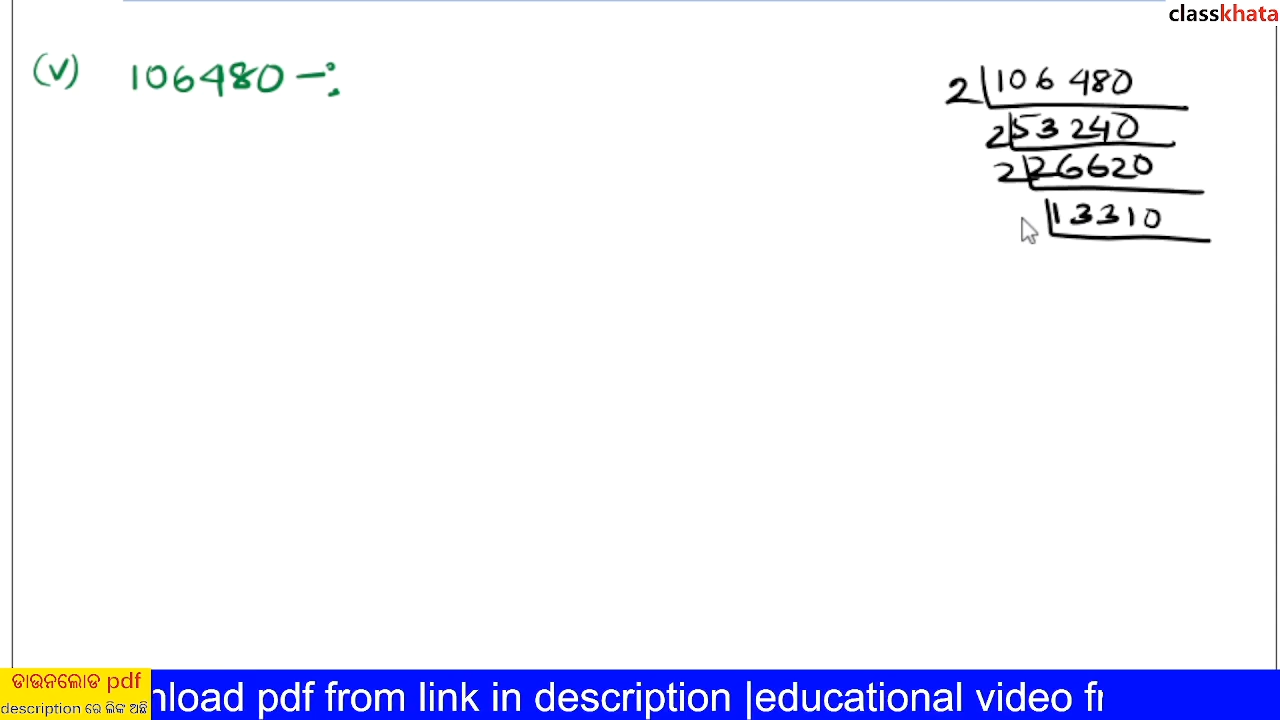 classkhata
(v) 106480 -:
2 106480
2 53240
2 26620
13310
ଡାଉନଲୋଡ pdf
description ରେ ଲିଙ୍କ ଅଛି
nload pdf from link in description |educational video fr